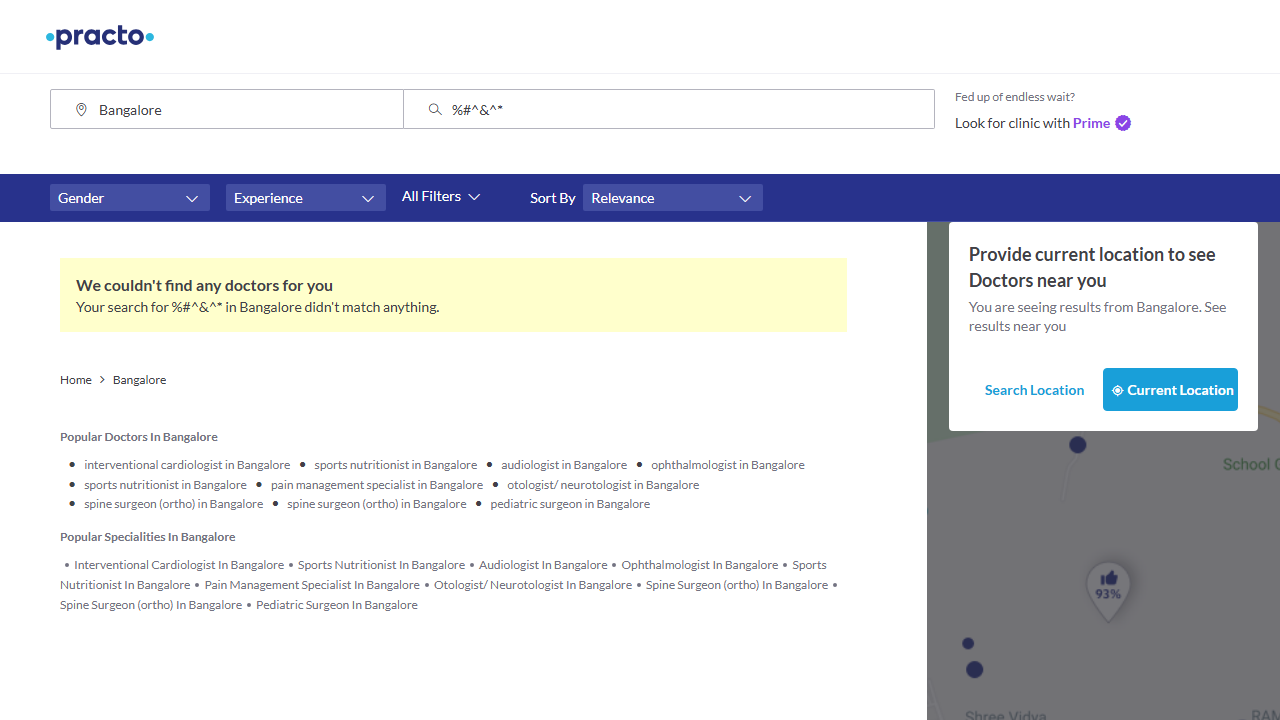 practo
Bangalore
%#^&^*
Fed up of endless wait?
Look for clinic with Prime
Gender
Experience
All Filters
Sort By
Relevance
We couldn't find any doctors for you
Your search for %#^&^* in Bangalore didn't match anything.
Home > Bangalore
Popular Doctors In Bangalore
• interventional cardiologist in Bangalore • sports nutritionist in Bangalore • audiologist in Bangalore • ophthalmologist in Bangalore
• sports nutritionist in Bangalore • pain management specialist in Bangalore • otologist/ neurotologist in Bangalore
• spine surgeon (ortho) in Bangalore • spine surgeon (ortho) in Bangalore • pediatric surgeon in Bangalore
Popular Specialities In Bangalore
• Interventional Cardiologist In Bangalore • Sports Nutritionist In Bangalore • Audiologist In Bangalore • Ophthalmologist In Bangalore • Sports
Nutritionist In Bangalore • Pain Management Specialist In Bangalore • Otologist/ Neurotologist In Bangalore • Spine Surgeon (ortho) In Bangalore •
Spine Surgeon (ortho) In Bangalore • Pediatric Surgeon In Bangalore
Provide current location to see
Doctors near you
You are seeing results from Bangalore. See
results near you
Search Location
Current Location
School
93%
Shree Vidya